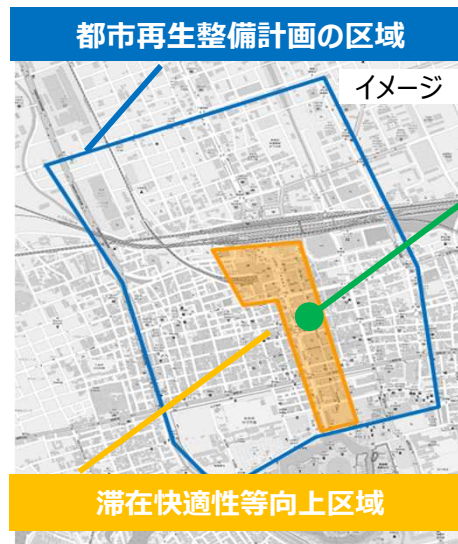 都市再生整備計画の区域
イメージ
滞在快適性等向上区域